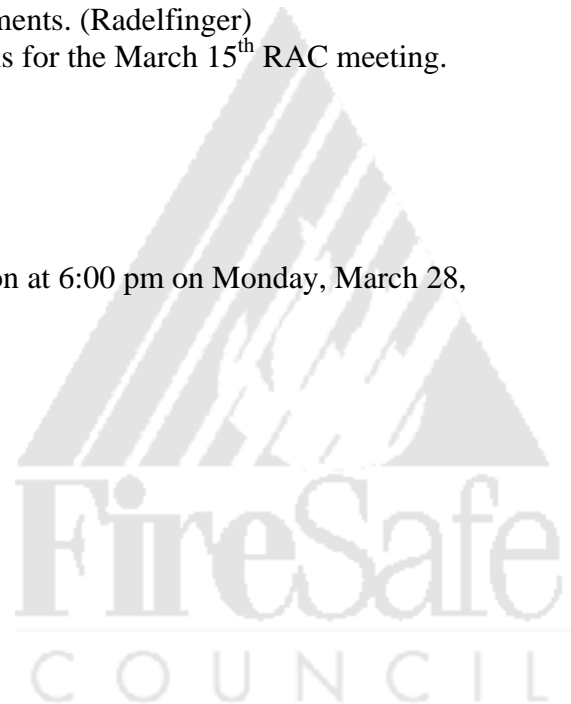 ments. (Radelfinger)
s for the March 15th RAC meeting.
on at 6:00 pm on Monday, March 28,
FireSafe
COUNCIL